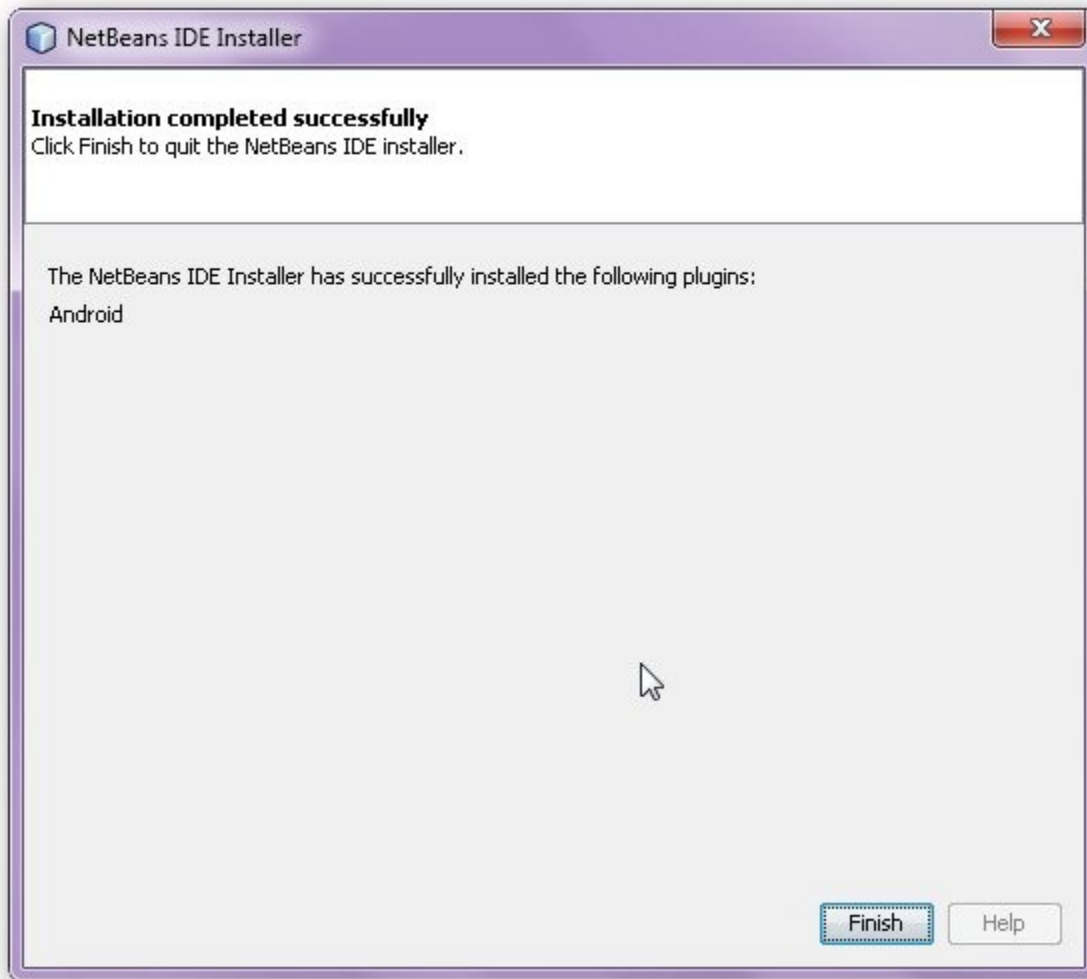 NetBeans IDE Installer
Installation completed successfully
Click Finish to quit the NetBeans IDE installer.
The NetBeans IDE Installer has successfully installed the following plugins:
Android
Finish
Help